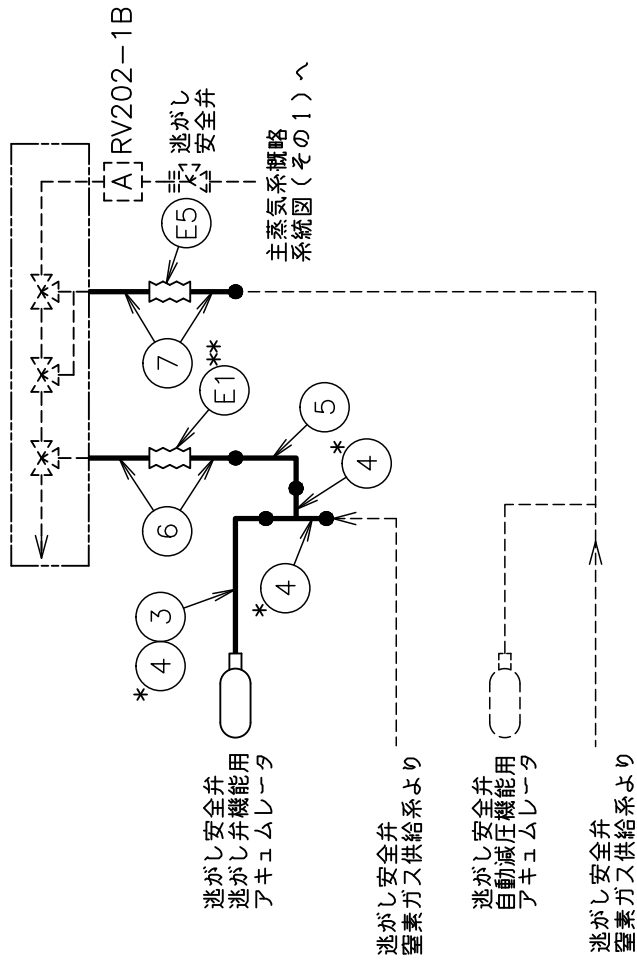 RV202-1B
A
逃がし
安全弁
主蒸気系概略
系統図(その1)へ
E5
7
**
E1
5
*
4
6
*
4
3
4
*
逃がし安全弁
逃がし弁機能用
アキュムレータ
逃がし安全弁
窒素ガス供給系より
逃がし安全弁
自動減圧機能用
アキュムレータ
逃がし安全弁
窒素ガス供給系より